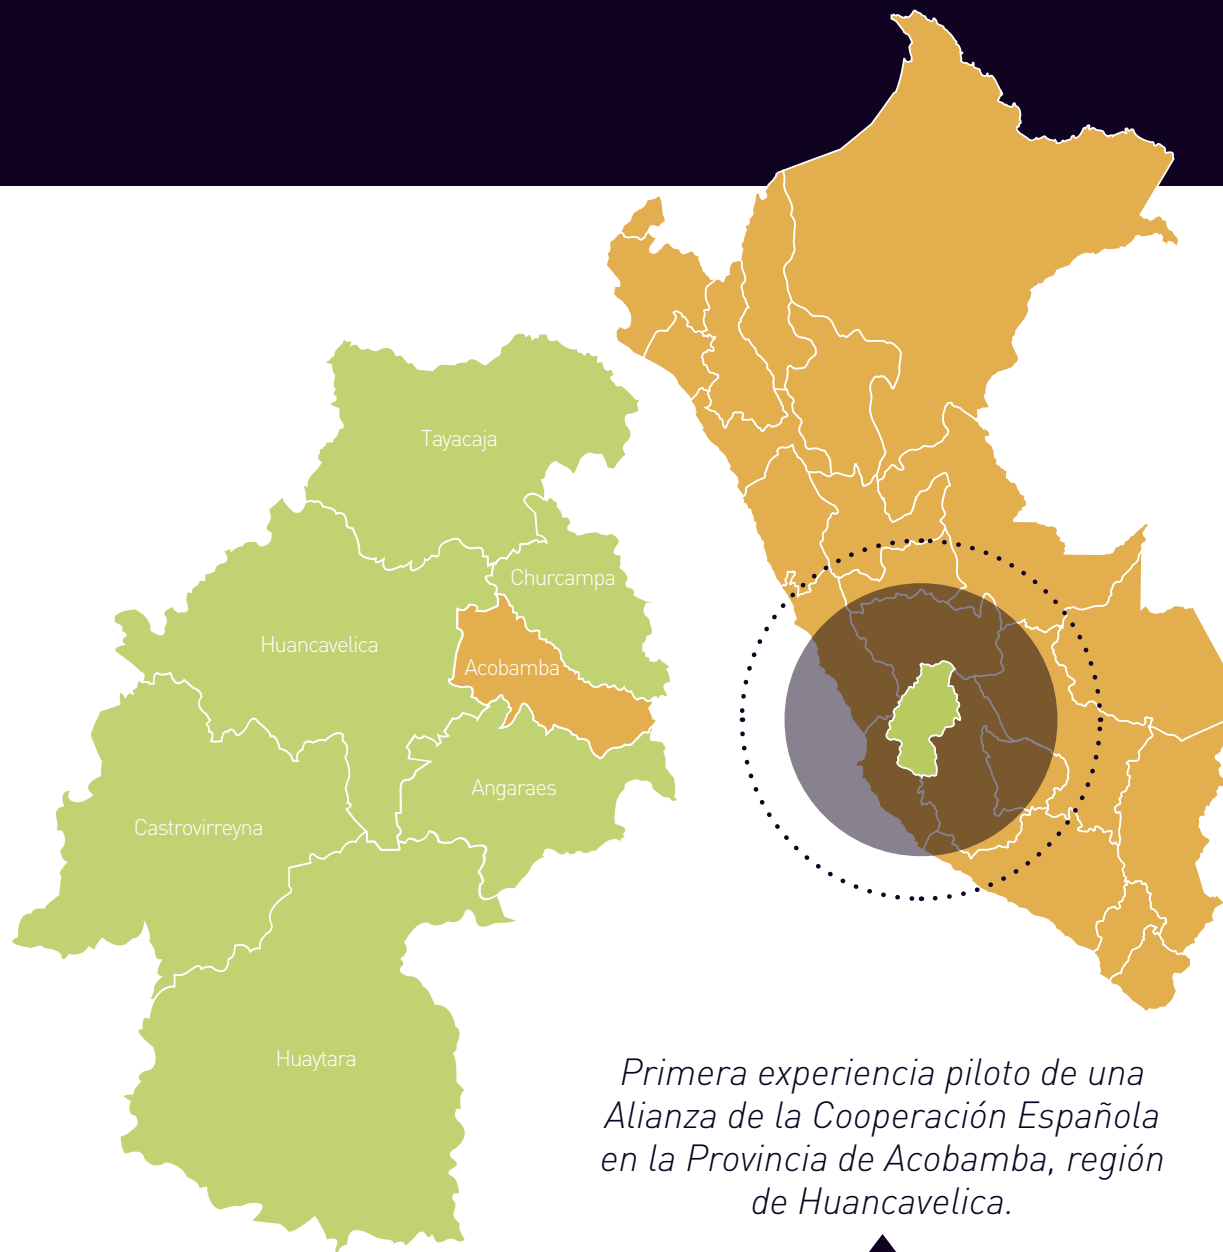 Tayacaja
Churcampa
Huancavelica
Acobamba
Angaraes
Castrovirreyna
Huaytara
Primera experiencia piloto de una
Alianza de la Cooperación Española
en la Provincia de Acobamba, región
de Huancavelica.